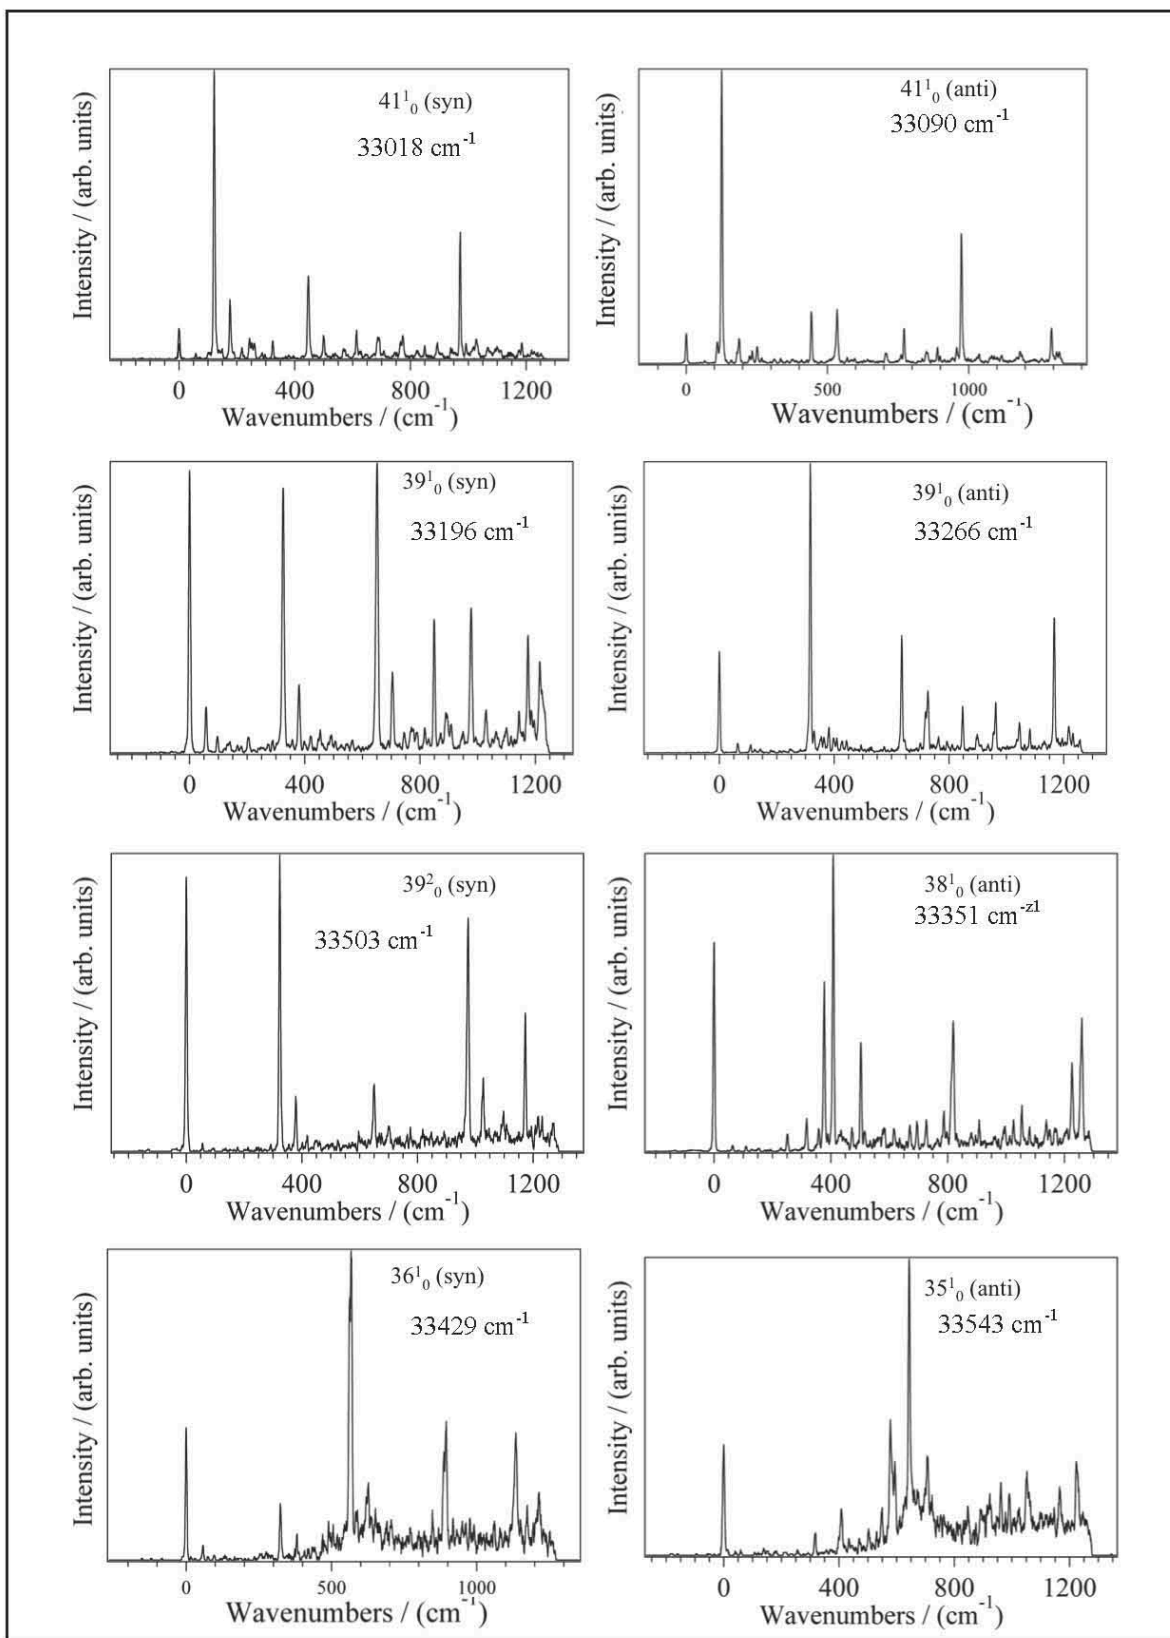 Intensity / (arb. units)
41¹₀ (syn)
33018 cm⁻¹
0 400 800 1200
Wavenumbers / (cm⁻¹)
Intensity / (arb. units)
41¹₀ (anti)
33090 cm⁻¹
0 500 1000
Wavenumbers / (cm⁻¹)
Intensity / (arb. units)
39¹₀ (syn)
33196 cm⁻¹
0 400 800 1200
Wavenumbers / (cm⁻¹)
Intensity / (arb. units)
39¹₀ (anti)
33266 cm⁻¹
0 400 800 1200
Wavenumbers / (cm⁻¹)
Intensity / (arb. units)
39²₀ (syn)
33503 cm⁻¹
0 400 800 1200
Wavenumbers / (cm⁻¹)
Intensity / (arb. units)
38¹₀ (anti)
33351 cm⁻ᶻ¹
0 400 800 1200
Wavenumbers / (cm⁻¹)
Intensity / (arb. units)
36¹₀ (syn)
33429 cm⁻¹
0 500 1000
Wavenumbers / (cm⁻¹)
Intensity / (arb. units)
35¹₀ (anti)
33543 cm⁻¹
0 400 800 1200
Wavenumbers / (cm⁻¹)